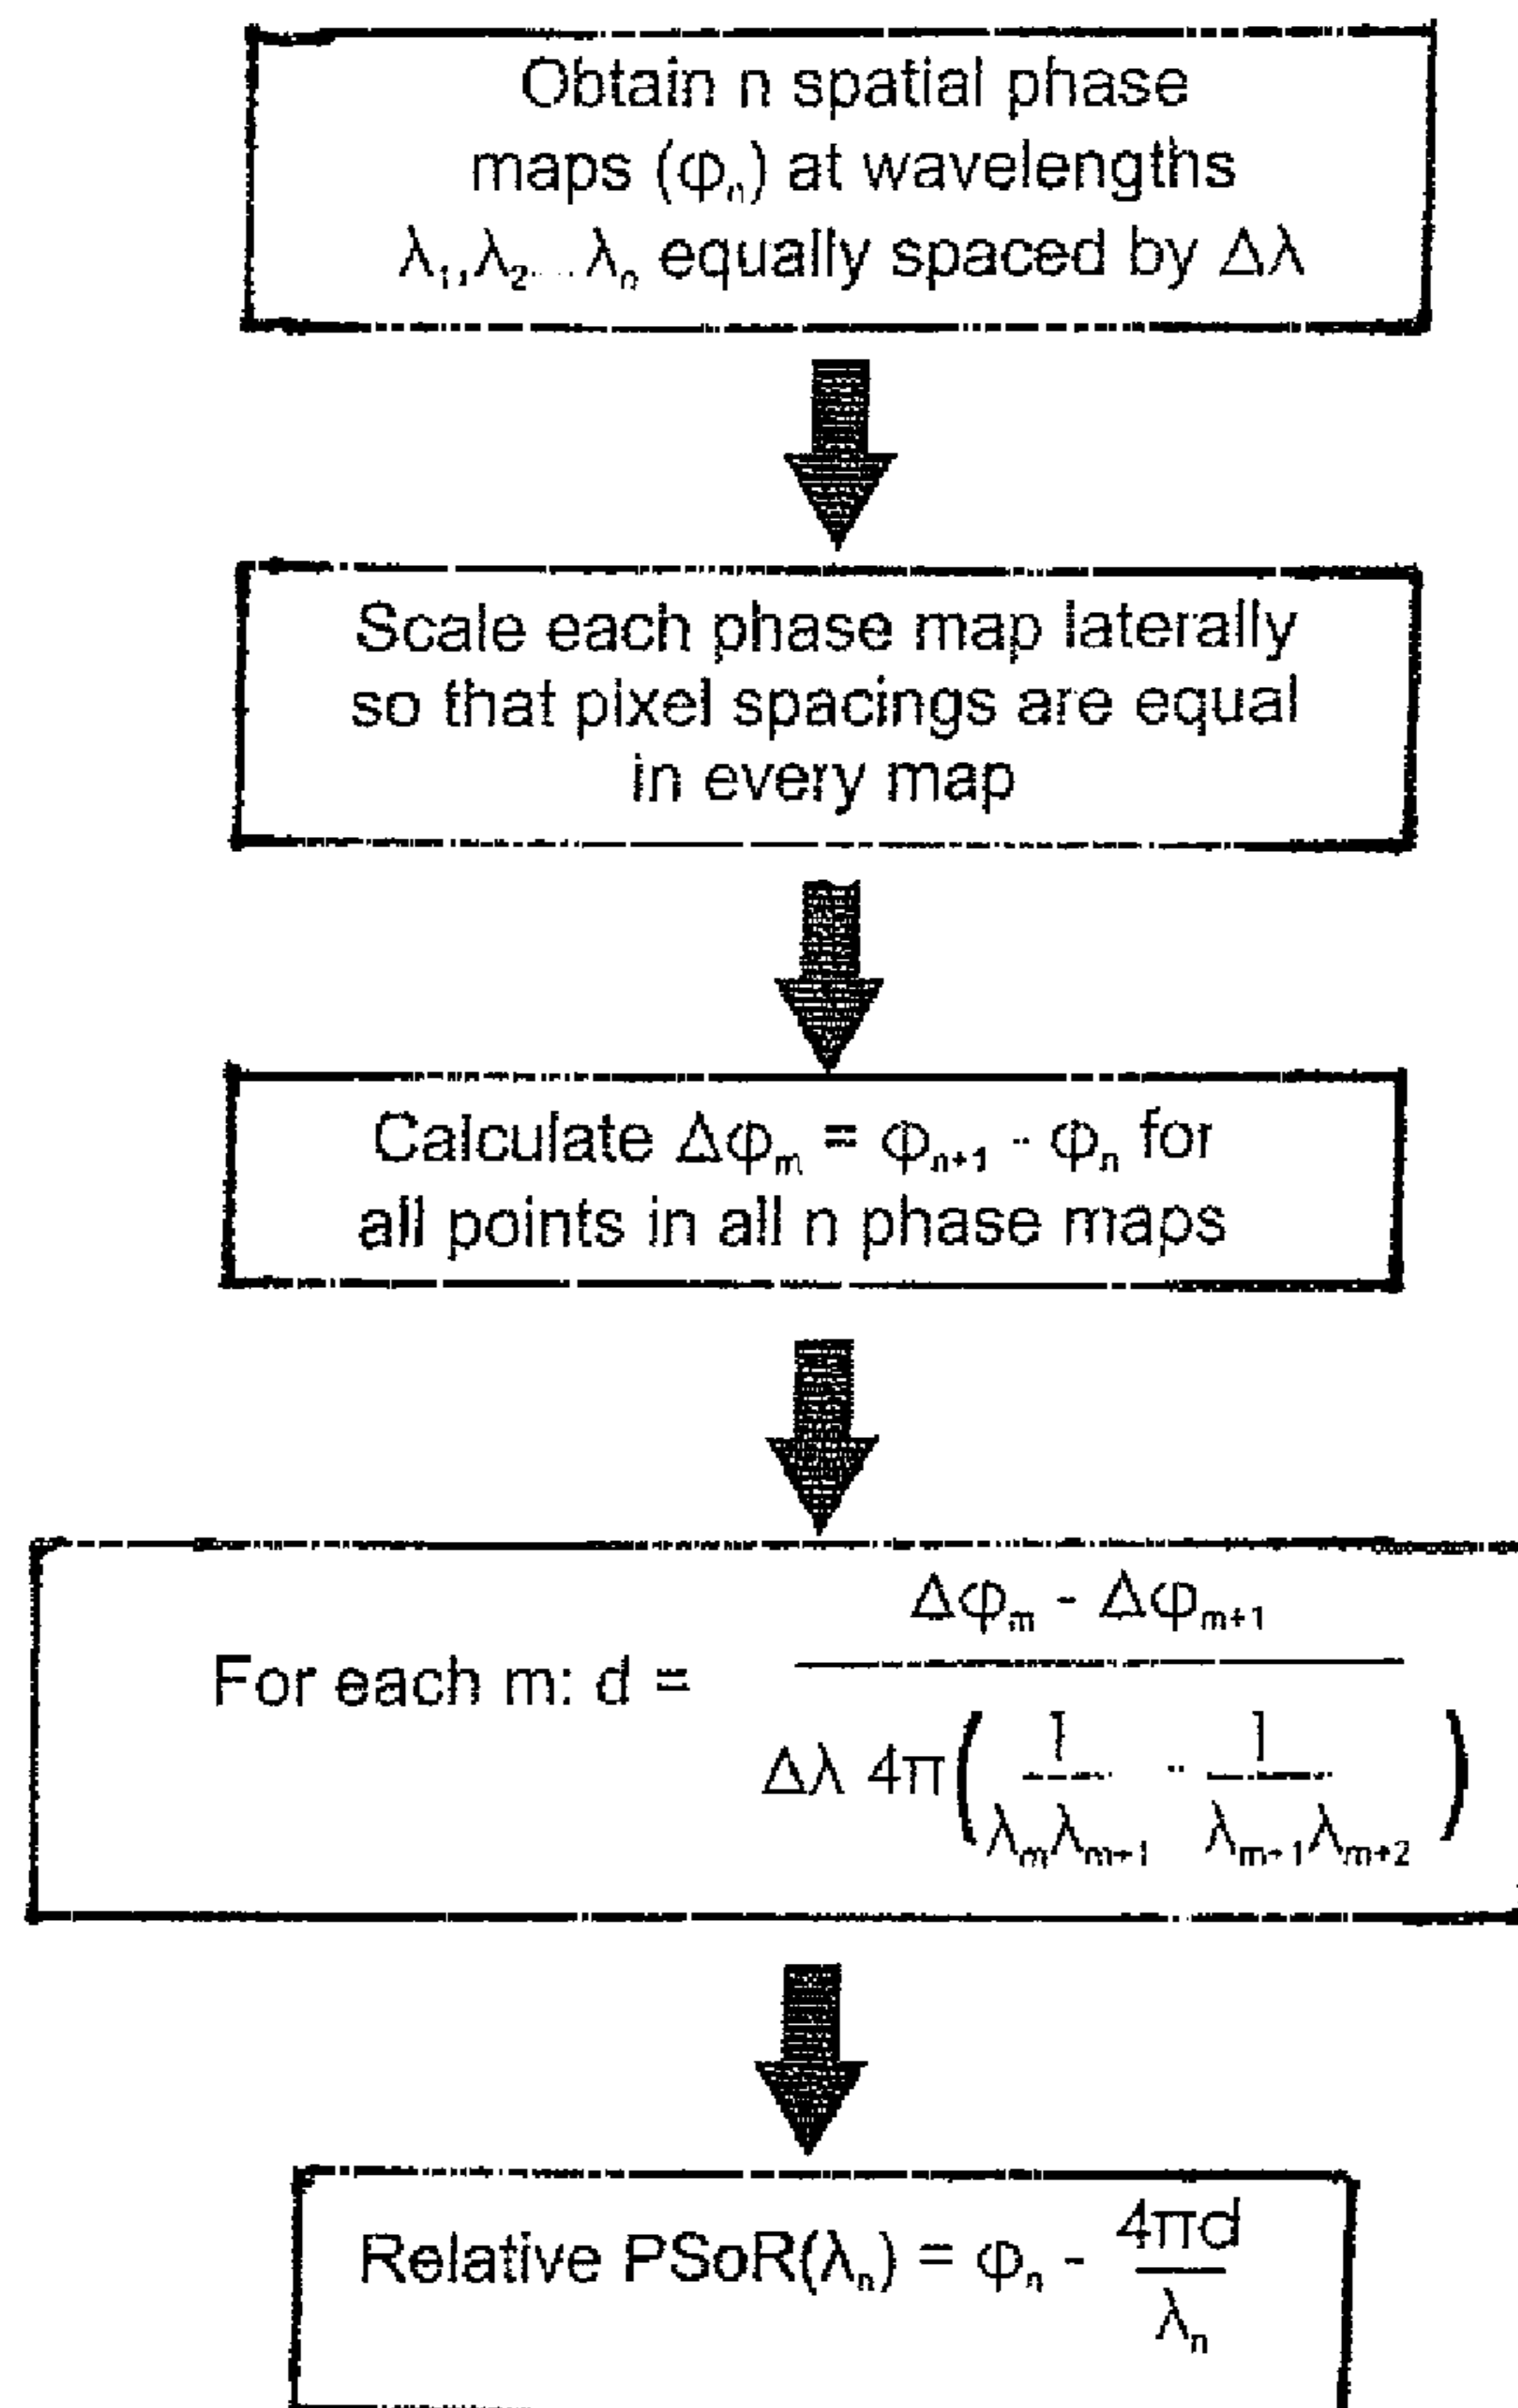 Obtain n spatial phase
maps (φₙ) at wavelengths
λ₁,λ₂...λₙ equally spaced by Δλ
Scale each phase map laterally
so that pixel spacings are equal
in every map
Calculate Δφₘ = φₙ₊₁ - φₙ for
all points in all n phase maps
Δφₘ - Δφₘ₊₁
For each m: d =
Δλ 4π(1/λₘλₘ₊₁ - 1/λₘ₊₁λₘ₊₂)
Relative PSoR(λₙ) = φₙ - 4πd/λₙ